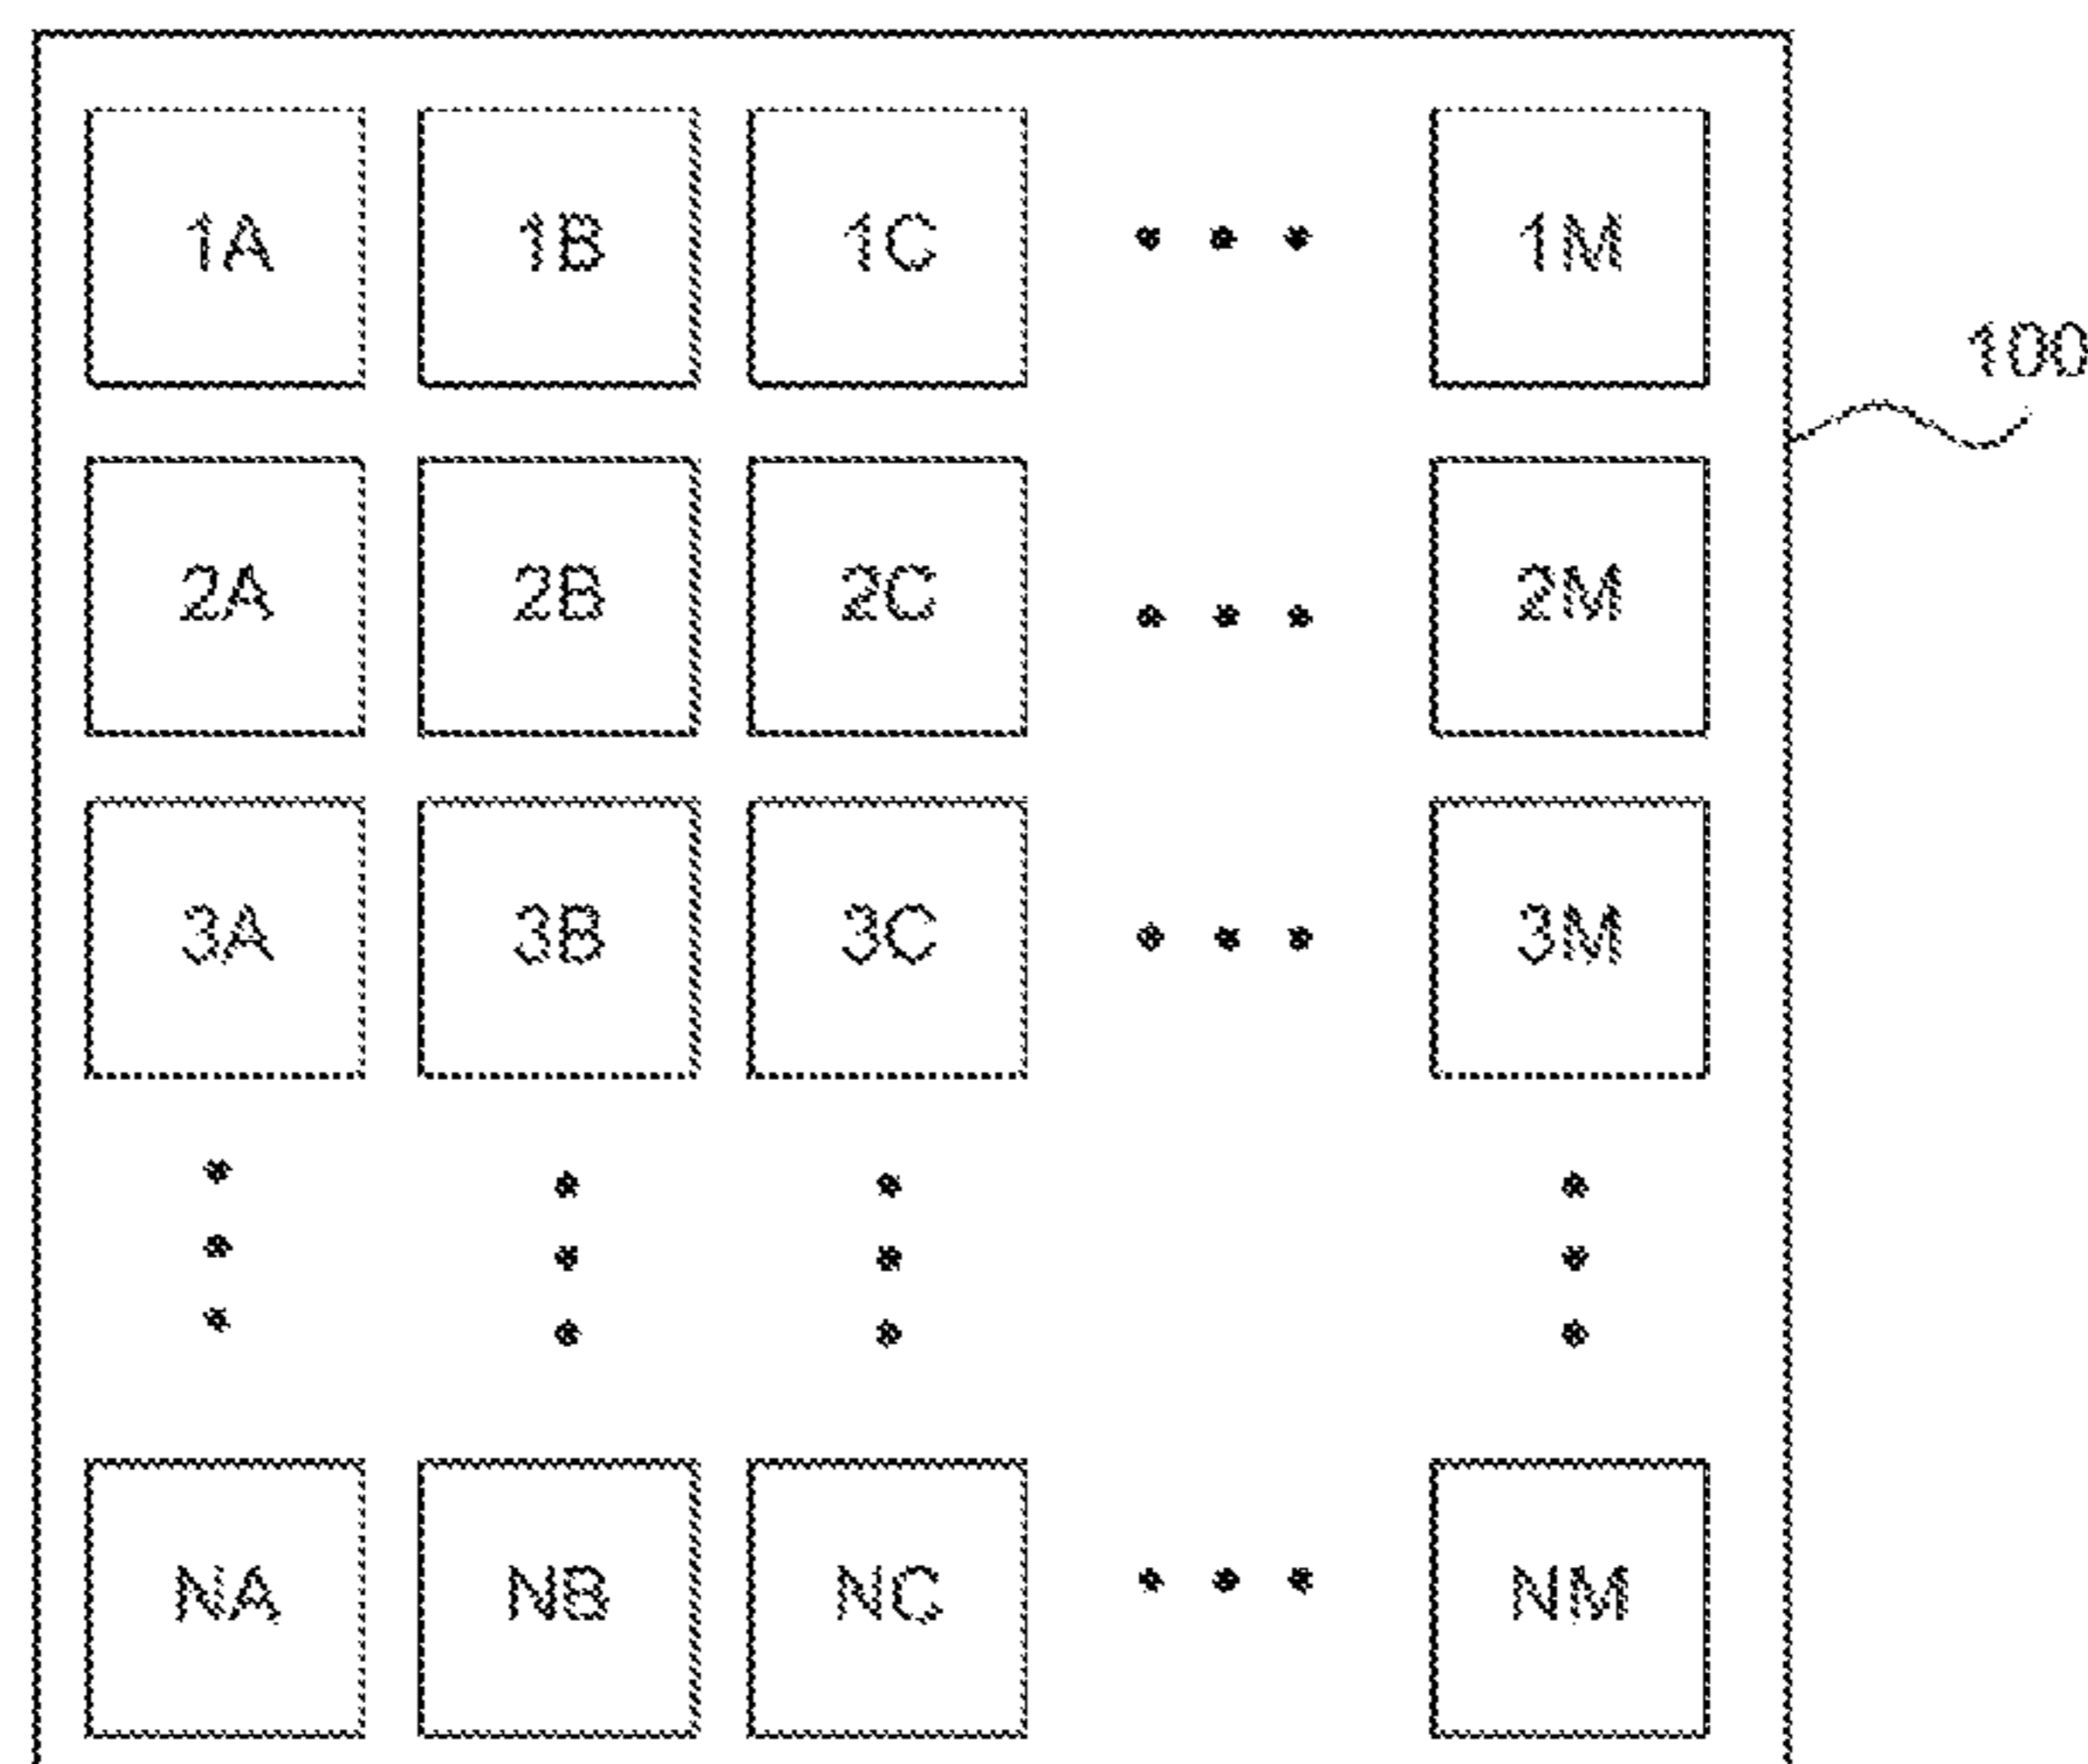 1A 1B 1C • • • 1M
100
2A 2B 2C • • • 2M
3A 3B 3C • • • 3M
NA NB NC • • • NM